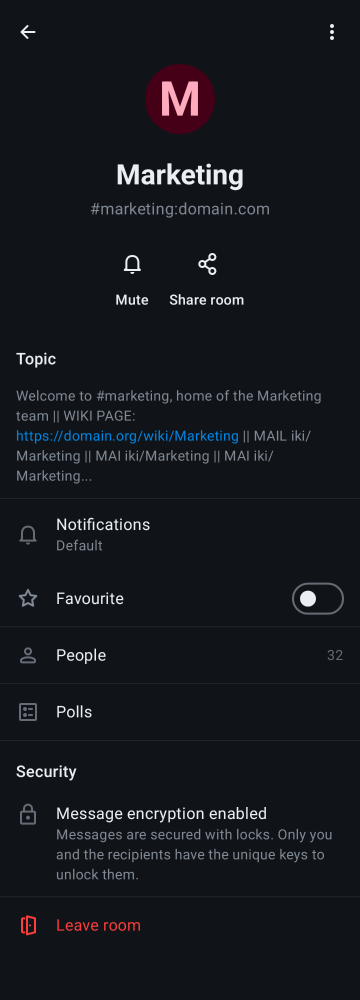 M
Marketing
#marketing:domain.com
Mute
Share room
Topic
Welcome to #marketing, home of the Marketing
team || WIKI PAGE:
https://domain.org/wiki/Marketing || MAIL iki/
Marketing || MAI iki/Marketing || MAI iki/
Marketing...
Notifications
Default
Favourite
People 32
Polls
Security
Message encryption enabled
Messages are secured with locks. Only you
and the recipients have the unique keys to
unlock them.
Leave room